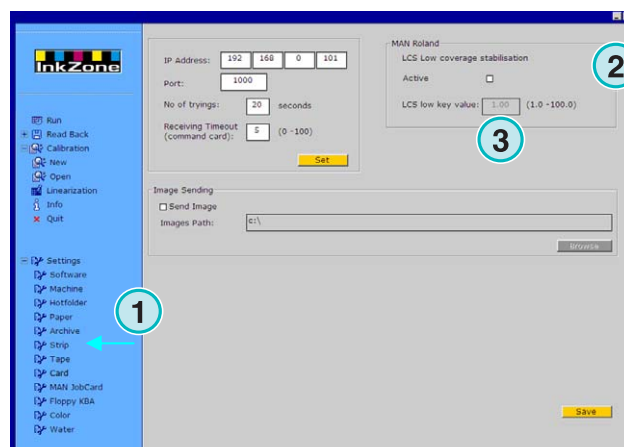 InkZone
Run
Read Back
Calibration
New
Open
Linearization
Info
Quit
Settings
Software
Machine
Hotfolder
Paper
Archive
Strip
Tape
Card
MAN JobCard
Floppy KBA
Color
Water
1
IP Address: 192 168 0 101
Port: 1000
No of tryings: 20 seconds
Receiving Timeout
(command card): 5 (0 -100)
Set
MAN Roland
LCS Low coverage stabilisation
2
Active
LCS low key value: 1.00 (1.0 -100.0)
3
Image Sending
Send Image
Images Path: c:\
Browse
Save